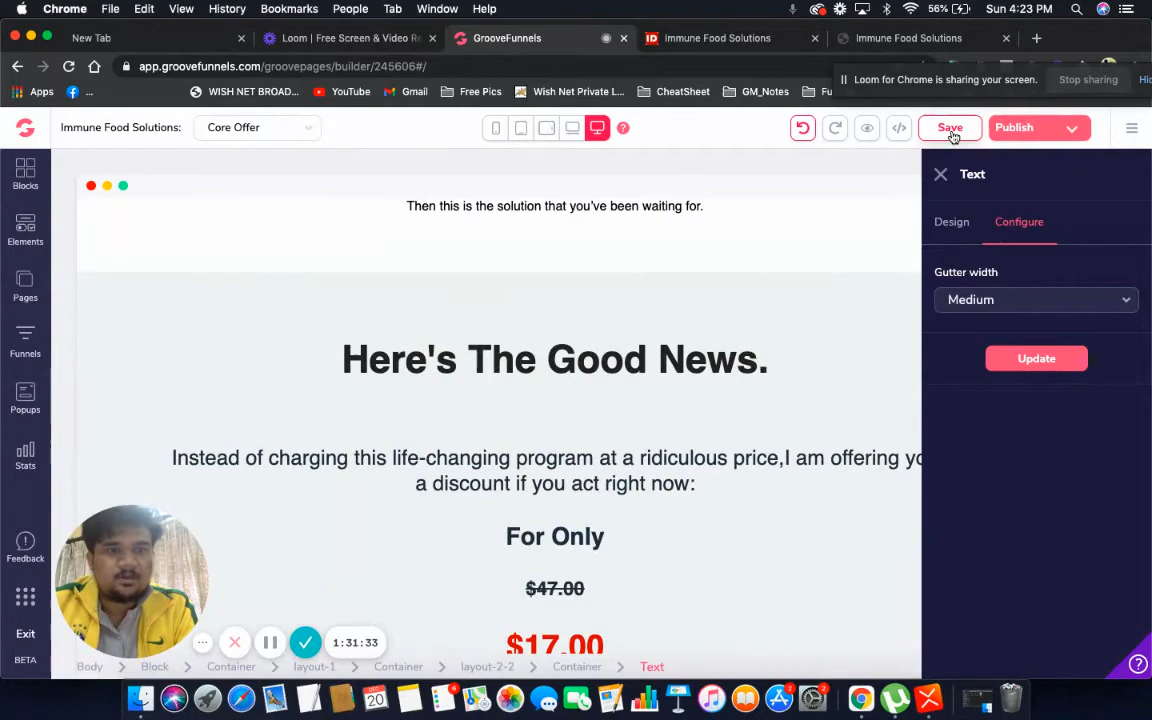 Chrome File Edit View History Bookmarks People Tab Window Help 56% Sun 4:23 PM
New Tab Loom | Free Screen & Video Re GrooveFunnels Immune Food Solutions Immune Food Solutions
app.groovefunnels.com/groovepages/builder/245606#/
Loom for Chrome is sharing your screen. Stop sharing Hid
Apps ... WISH NET BROAD... YouTube Gmail Free Pics Wish Net Private L... CheatSheet GM_Notes Fu
Immune Food Solutions: Core Offer Save Publish
Blocks
Elements
Pages
Funnels
Popups
Stats
Feedback
Exit
BETA
Then this is the solution that you've been waiting for.
Here's The Good News.
Instead of charging this life-changing program at a ridiculous price,I am offering yo
a discount if you act right now:
For Only
$47.00
$17.00
1:31:33
Body Block Container layout-1 Container layout-2-2 Container Text
Text
Design Configure
Gutter width
Medium
Update